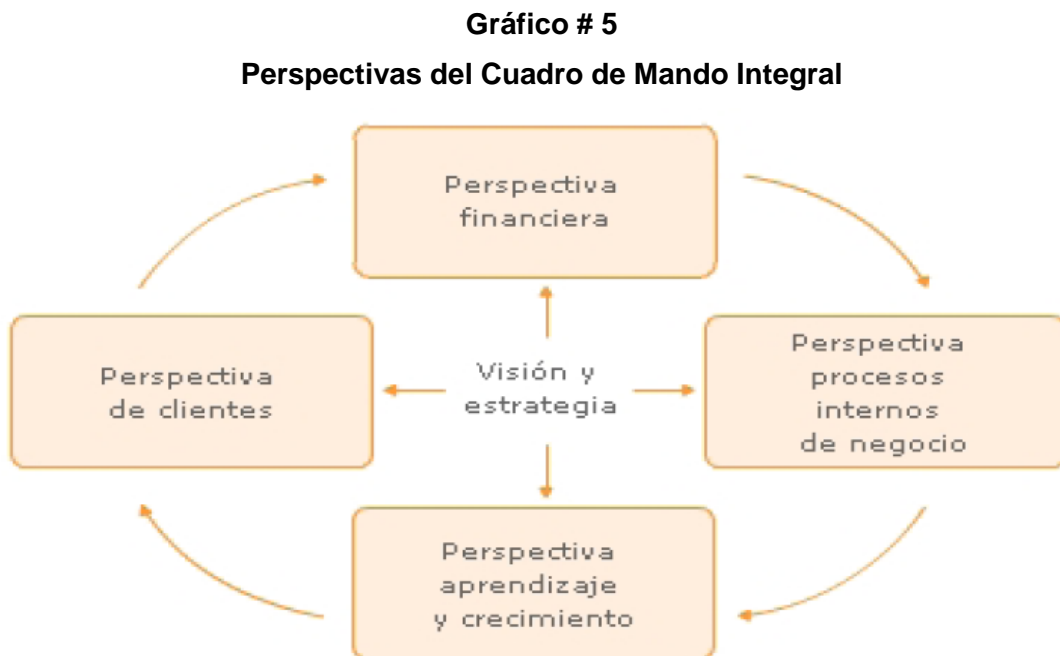 Gráfico # 5
Perspectivas del Cuadro de Mando Integral
Perspectiva
financiera
Perspectiva
de clientes
Visión y
estrategia
Perspectiva
procesos
internos
de negocio
Perspectiva
aprendizaje
y crecimiento